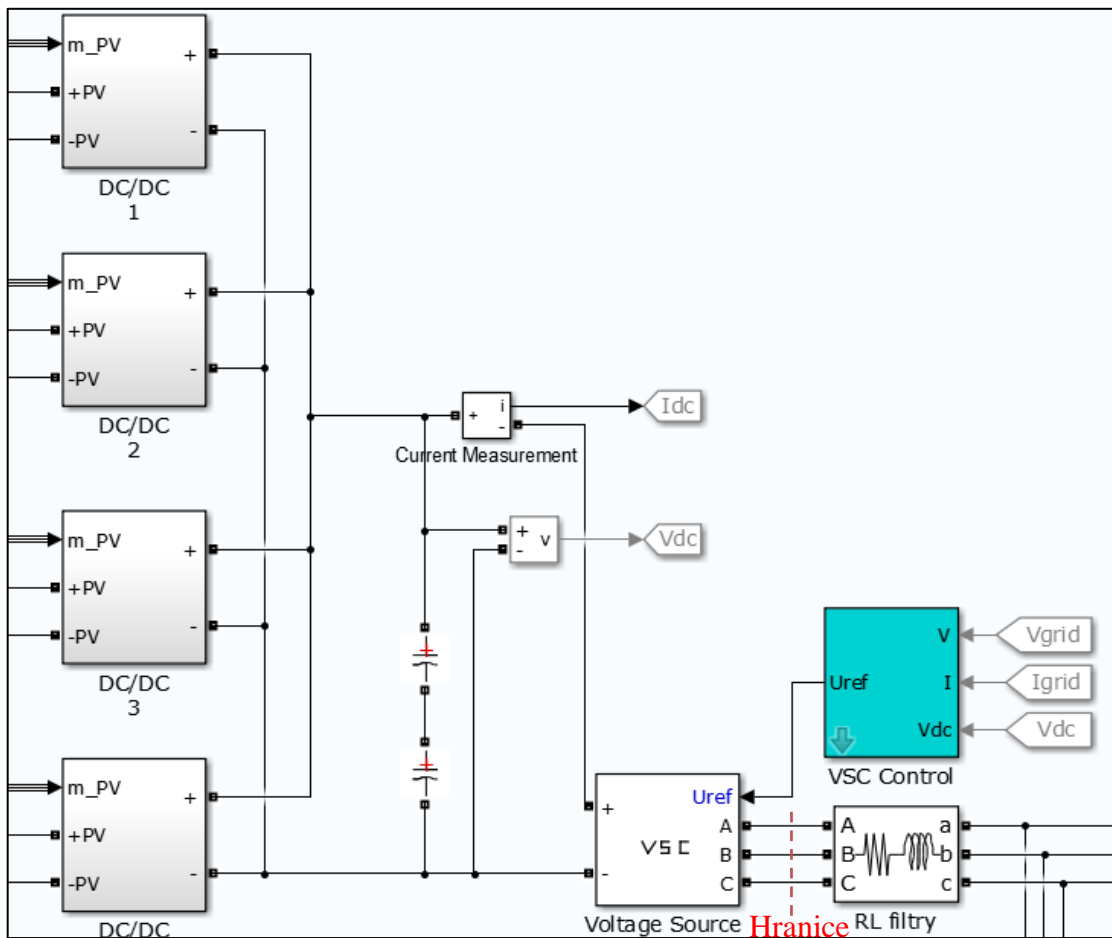 m_PV
+
+PV
-
-PV
DC/DC
1
m_PV
+
+PV
-
-PV
DC/DC
2
+
i
-
Idc
Current Measurement
m_PV
+
+PV
-
-PV
DC/DC
3
+
-
v
Vdc
+
+
V
Vgrid
Uref
I
Igrid
Vdc
Vdc
VSC Control
m_PV
+
+PV
-
-PV
DC/DC
Uref
+
A
VSC
B
-
C
Voltage Source
Hranice
A
a
B
b
C
c
RL filtry